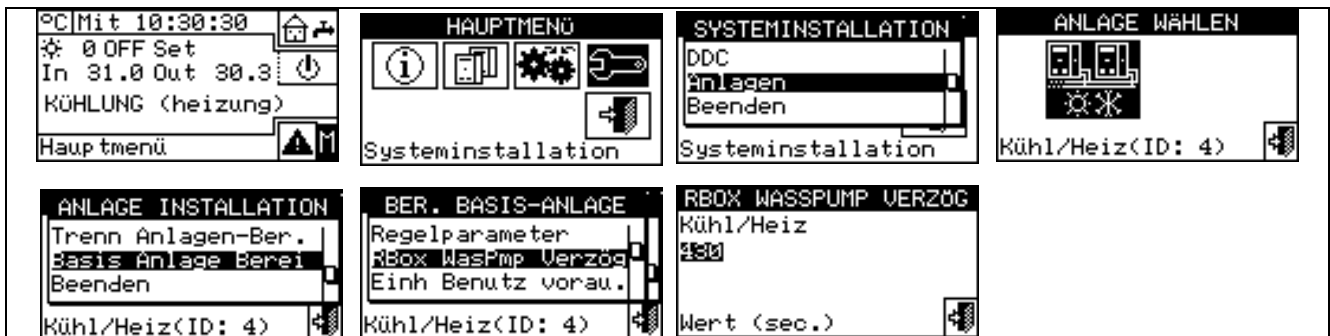 °C Mit 10:30:30
0 OFF Set
In 31.0 Out 30.3
KÜHLUNG (heizung)
Hauptmenü
M
HAUPTMENÜ
Systeminstallation
SYSTEMINSTALLATION
DDC
Anlagen
Beenden
Systeminstallation
ANLAGE WÄHLEN
Kühl/Heiz(ID: 4)
ANLAGE INSTALLATION
Trenn Anlagen-Ber.
Basis Anlage Berei
Beenden
Kühl/Heiz(ID: 4)
BER. BASIS-ANLAGE
Regelparameter
RBox WasPmp Verzög
Einh Benutz vorau.
Kühl/Heiz(ID: 4)
RBOX WASSPUMP VERZÖG
Kühl/Heiz
Wert (sec.)